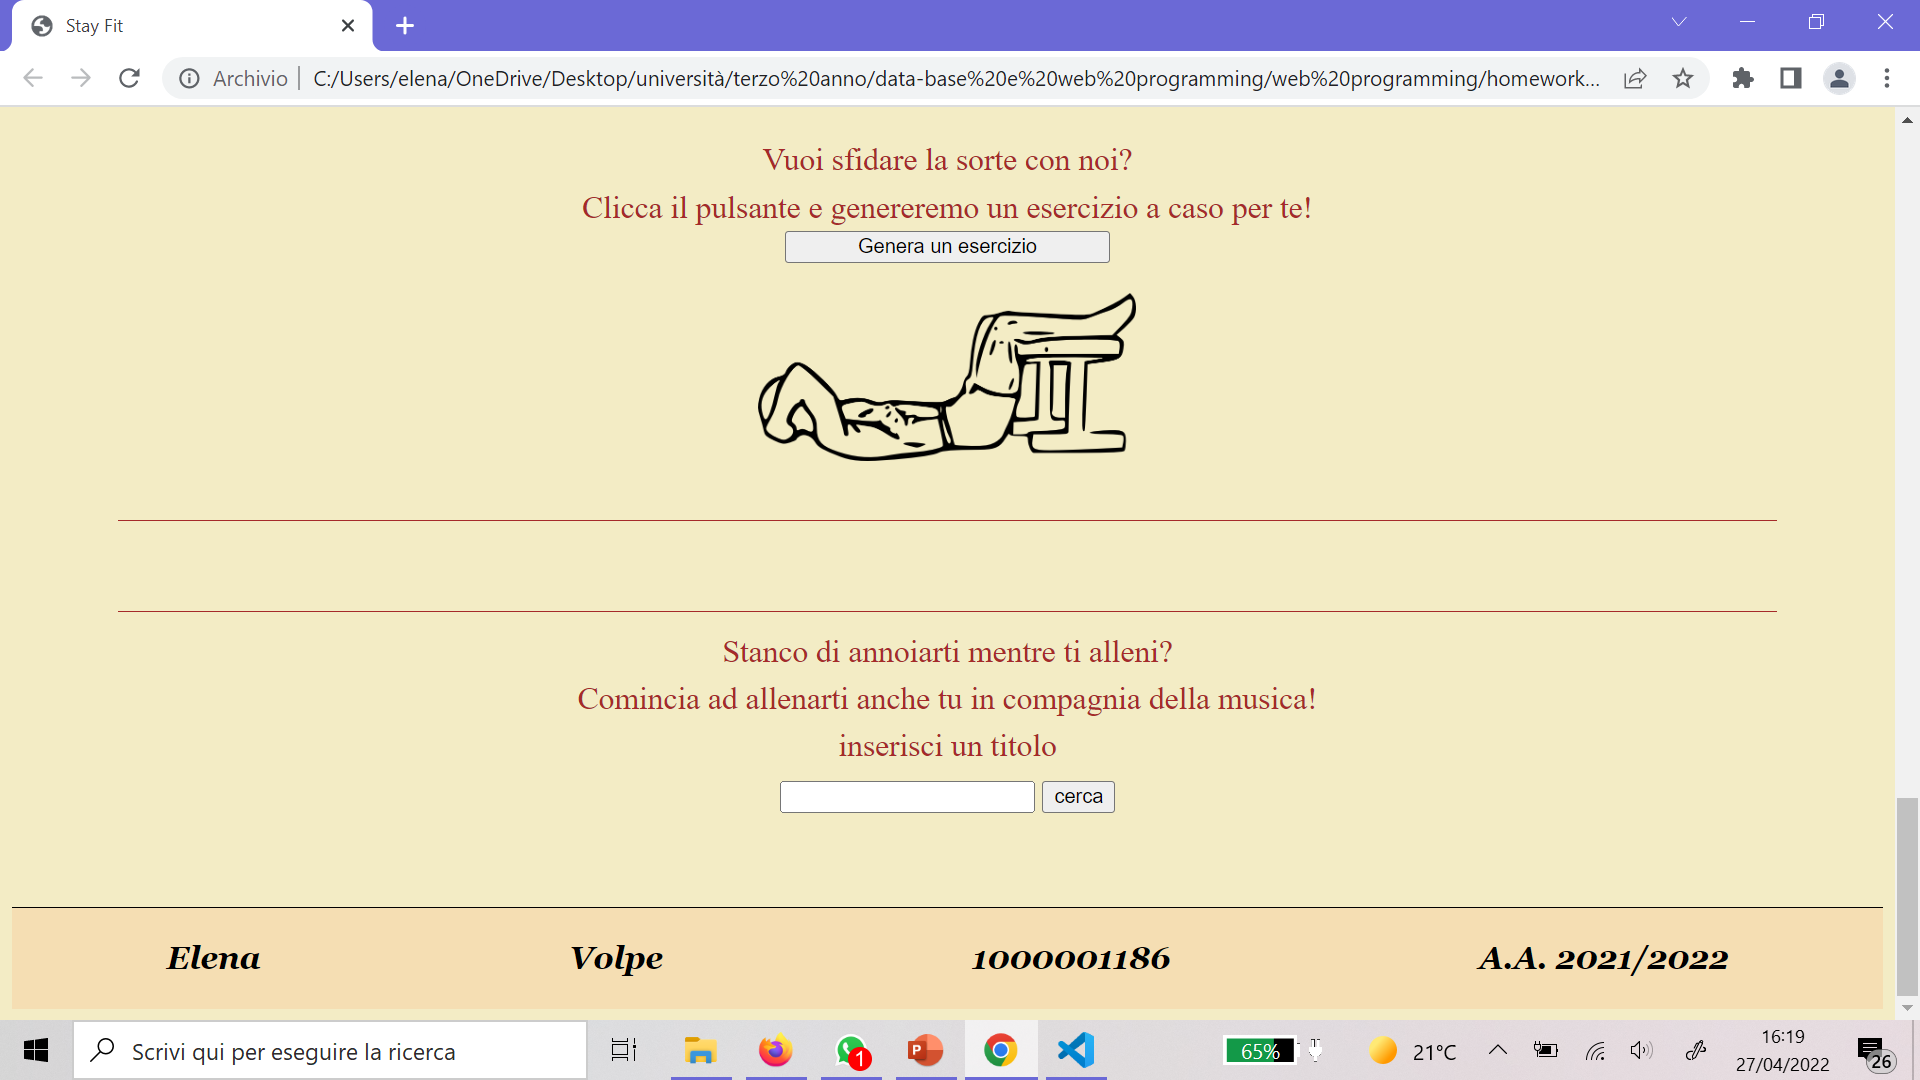 Stay Fit
Archivio
C:/Users/elena/OneDrive/Desktop/università/terzo%20anno/data-base%20e%20web%20programming/web%20programming/homework...
Vuoi sfidare la sorte con noi?
Clicca il pulsante e genereremo un esercizio a caso per te!
Genera un esercizio
Stanco di annoiarti mentre ti alleni?
Comincia ad allenarti anche tu in compagnia della musica!
inserisci un titolo
cerca
Elena Volpe 1000001186 A.A. 2021/2022
Scrivi qui per eseguire la ricerca
1
P
65%
21°C
16:19
27/04/2022
26